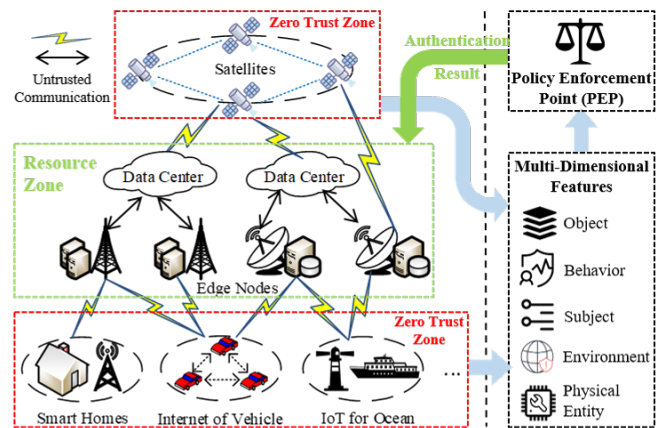 Zero Trust Zone
Untrusted
Communication
Satellites
Authentication
Result
Policy Enforcement
Point (PEP)
Resource
Zone
Data Center
Data Center
Edge Nodes
Multi-Dimensional
Features
Object
Behavior
Subject
Environment
Physical
Entity
Zero Trust
Zone
...
Smart Homes
Internet of Vehicle
IoT for Ocean